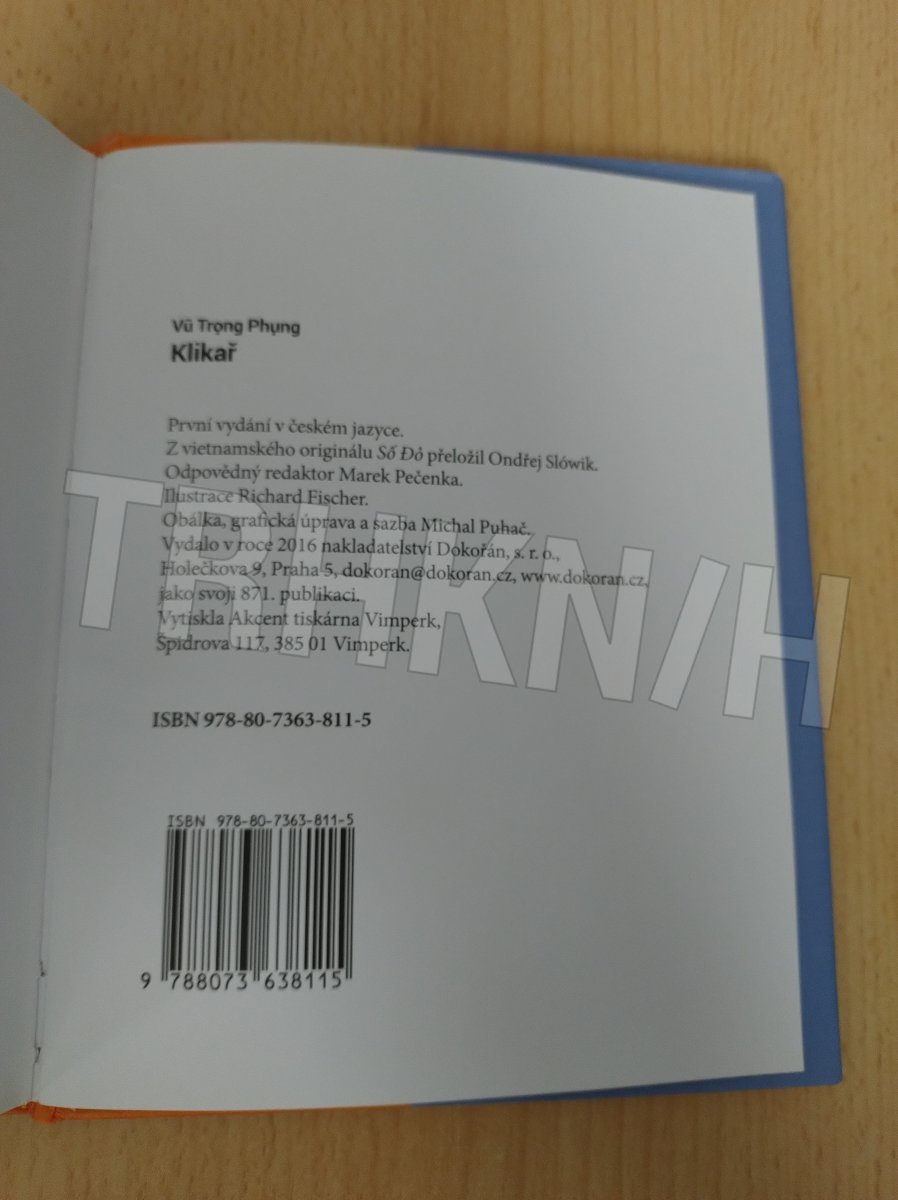 Vũ Trọng Phụng
Klikař
První vydání v českém jazyce.
Z vietnamského originálu Số Đỏ přeložil Ondřej Slówik.
Odpovědný redaktor Marek Pečenka.
Ilustrace Richard Fischer.
Obálka, grafická úprava a sazba Michal Puhač.
Vydalo v roce 2016 nakladatelství Dokořán, s. r. o.,
Holečkova 9, Praha 5, dokoran@dokoran.cz, www.dokoran.cz,
jako svoji 871. publikaci.
Vytiskla Akcent tiskárna Vimperk,
Špidrova 117, 385 01 Vimperk.
TRHKN/H
ISBN 978-80-7363-811-5
ISBN 978-80-7363-811-5
9 788073 638115